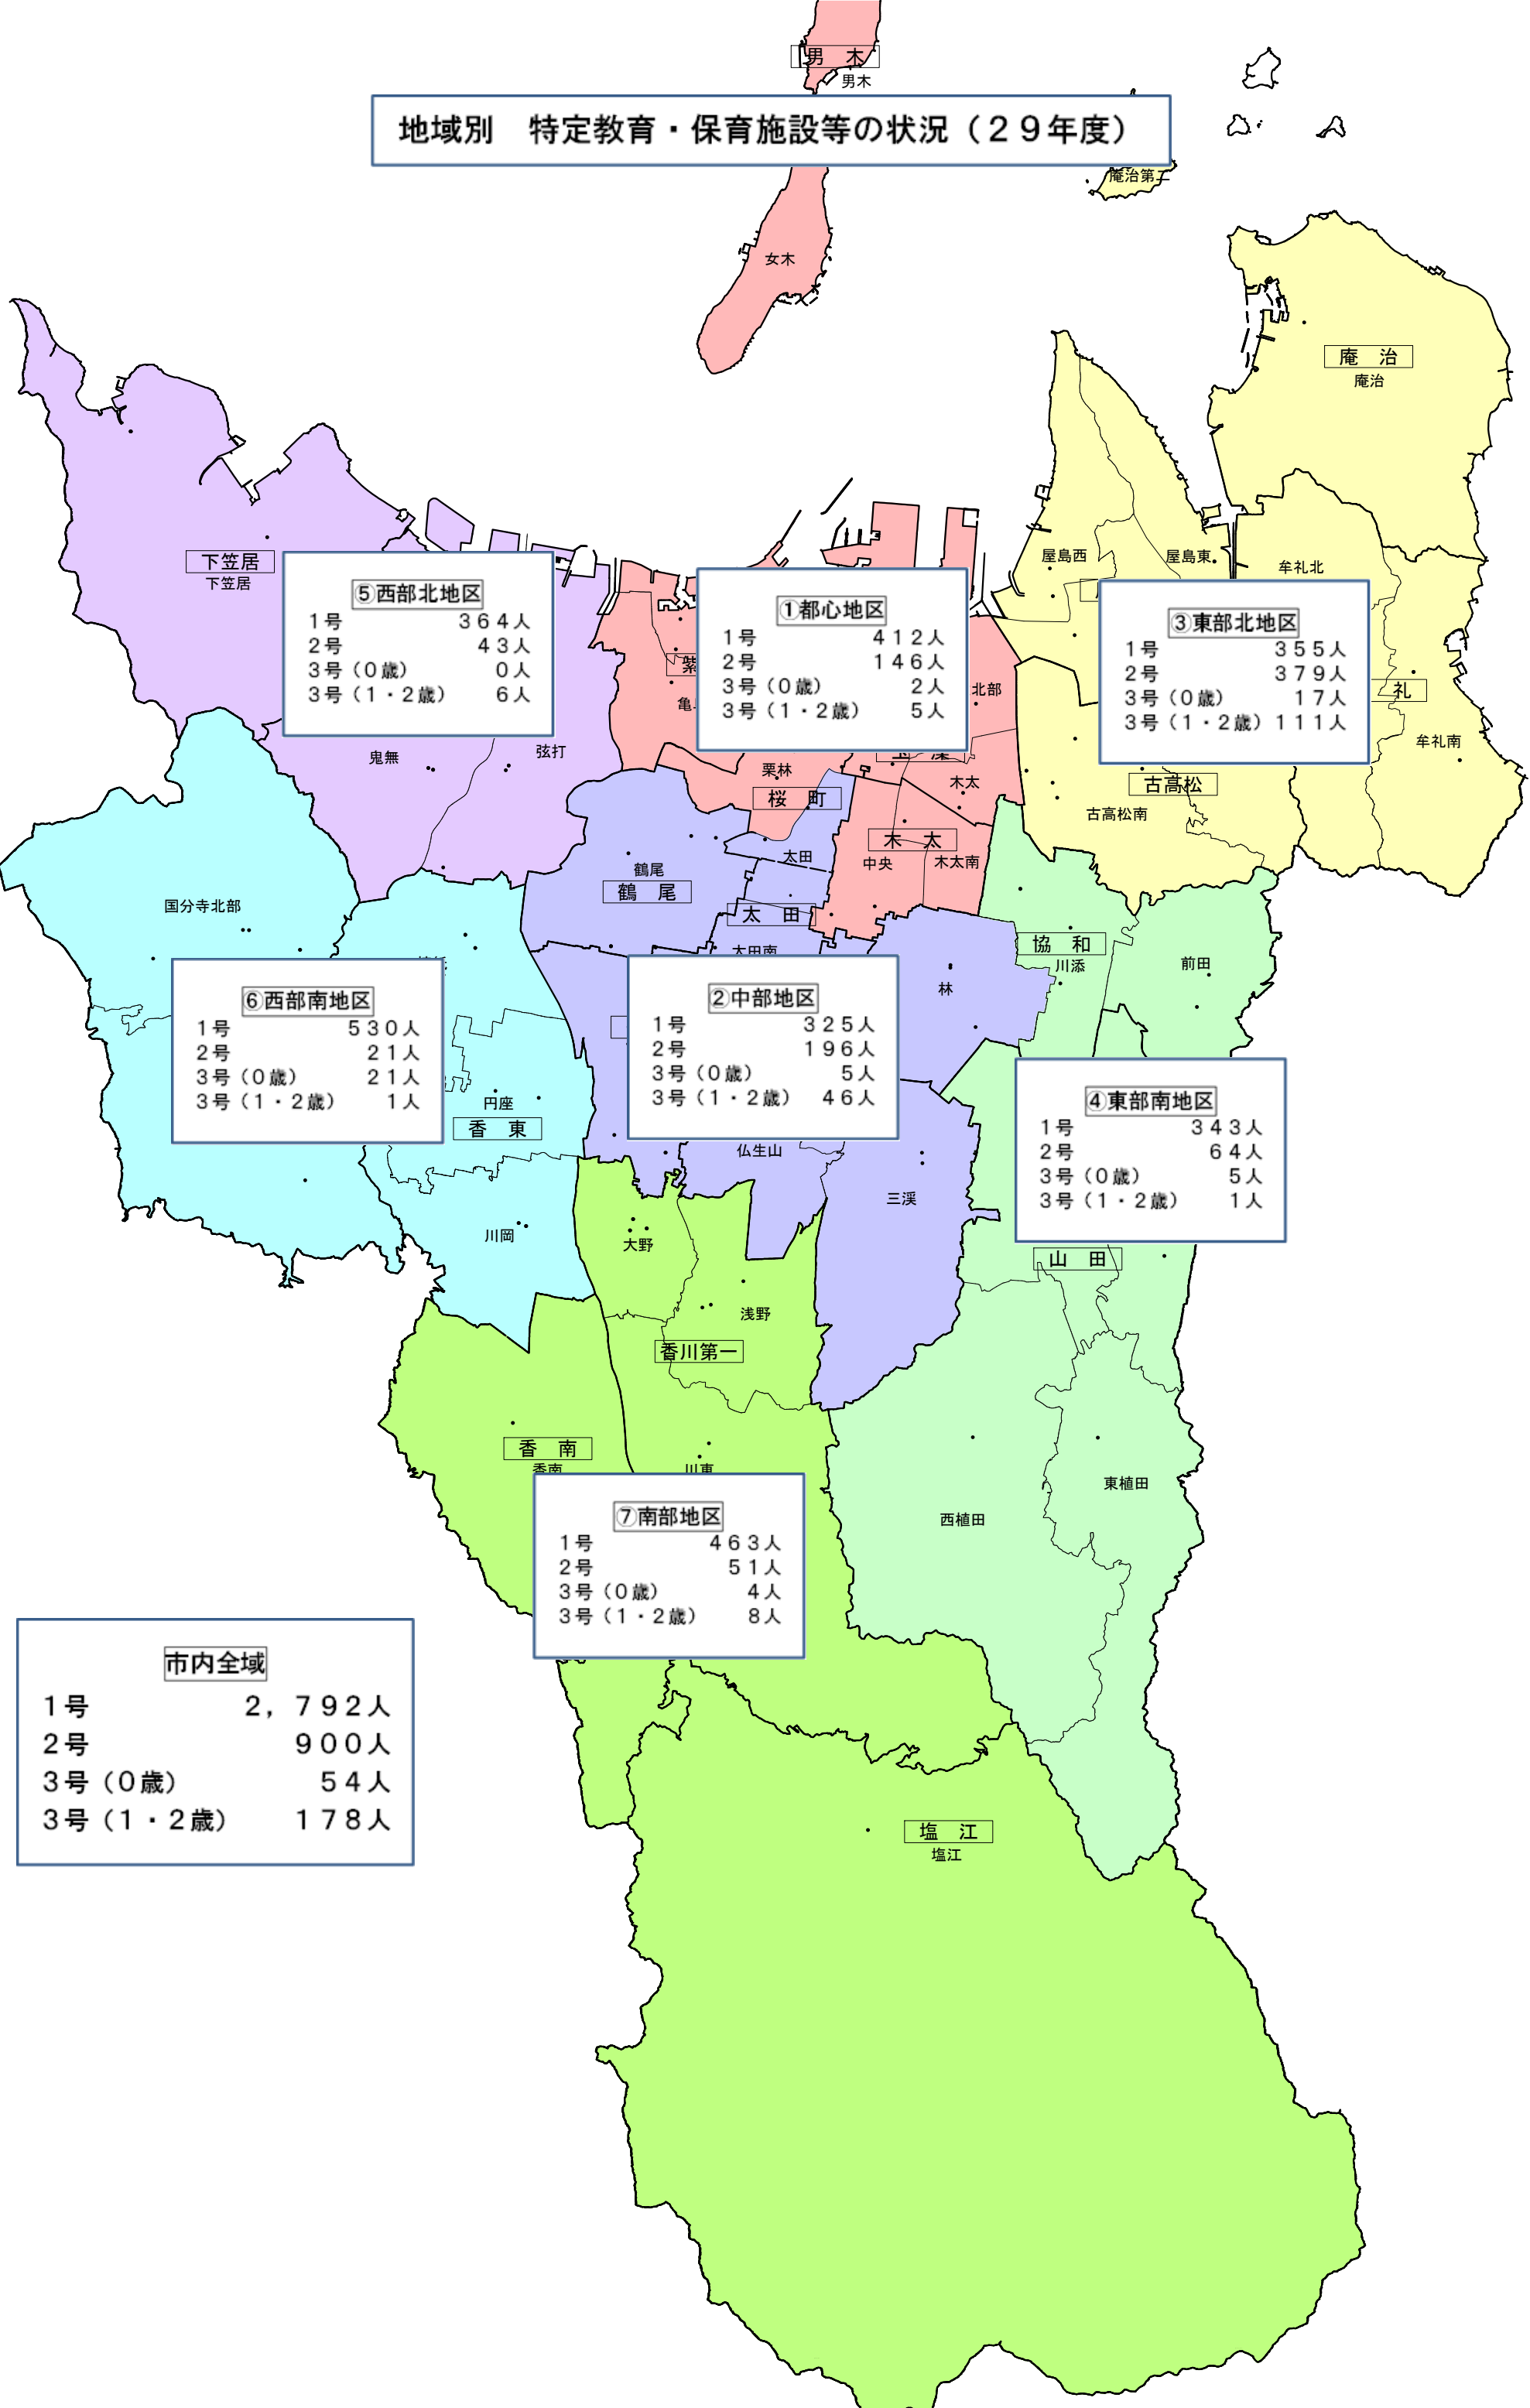 男　木
男木
地域別　特定教育・保育施設等の状況（２９年度）
庵治第二
女木
庵　治
庵治
屋島西
屋島東
牟礼北
下笠居
下笠居
⑤西部北地区
１号　３６４人
２号　４３人
３号（０歳）　０人
３号（１・２歳）　６人
①都心地区
１号　４１２人
２号　１４６人
３号（０歳）　２人
３号（１・２歳）　５人
③東部北地区
１号　３５５人
２号　３７９人
３号（０歳）　１７人
３号（１・２歳）１１１人
北部
礼
牟礼南
鬼無
弦打
栗林
桜　町
木太
古高松
古高松南
木　太
中央
木太南
太田
鶴尾
鶴　尾
太　田
太田南
国分寺北部
協　和
川添
前田
林
⑥西部南地区
１号　５３０人
２号　２１人
３号（０歳）　２１人
３号（１・２歳）　１人
②中部地区
１号　３２５人
２号　１９６人
３号（０歳）　５人
３号（１・２歳）　４６人
④東部南地区
１号　３４３人
２号　６４人
３号（０歳）　５人
３号（１・２歳）　１人
円座
香　東
仏生山
三渓
川岡
大野
山　田
浅野
香川第一
香　南
香南
川東
東植田
西植田
⑦南部地区
１号　４６３人
２号　５１人
３号（０歳）　４人
３号（１・２歳）　８人
市内全域
１号　２，７９２人
２号　９００人
３号（０歳）　５４人
３号（１・２歳）　１７８人
塩　江
塩江